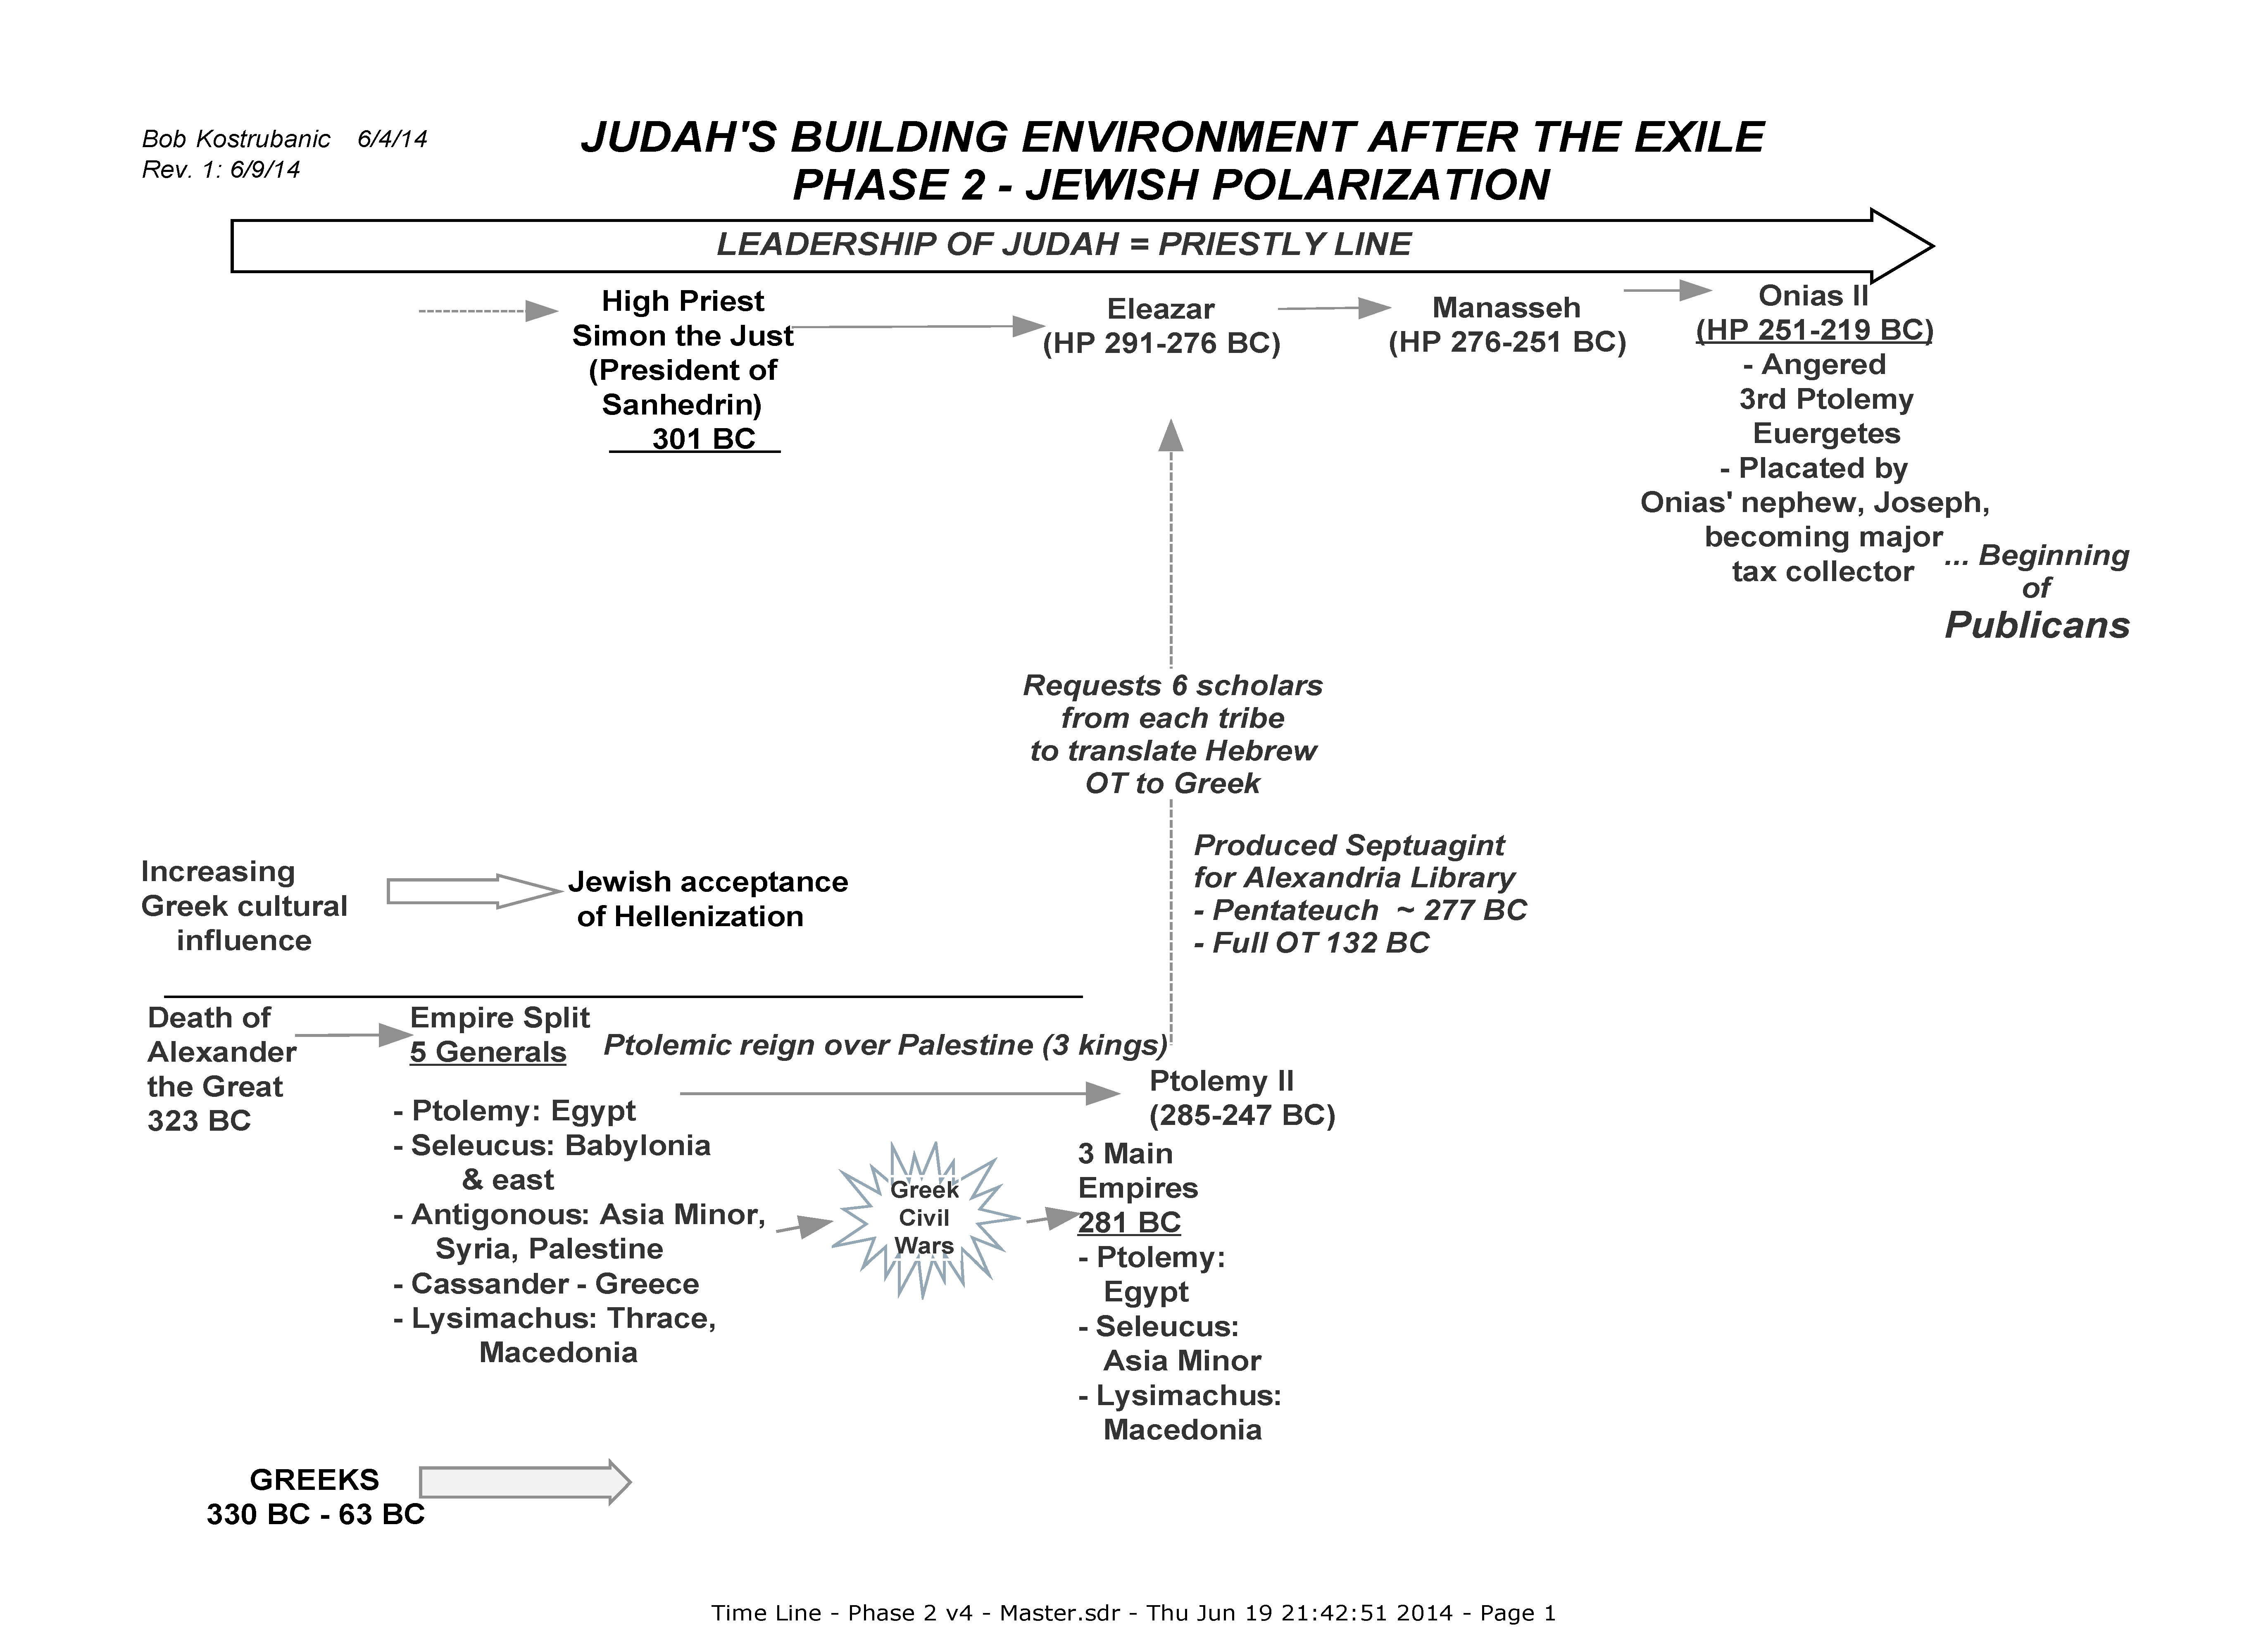 Bob Kostrubanic 6/4/14
Rev. 1: 6/9/14
JUDAH'S BUILDING ENVIRONMENT AFTER THE EXILE
PHASE 2 - JEWISH POLARIZATION
LEADERSHIP OF JUDAH = PRIESTLY LINE
High Priest
Simon the Just
(President of
Sanhedrin)
301 BC
Eleazar
(HP 291-276 BC)
Manasseh
(HP 276-251 BC)
Onias II
(HP 251-219 BC)
- Angered
3rd Ptolemy
Euergetes
- Placated by
Onias' nephew, Joseph,
becoming major
tax collector
... Beginning
of
Publicans
Requests 6 scholars
from each tribe
to translate Hebrew
OT to Greek
Produced Septuagint
for Alexandria Library
- Pentateuch ~ 277 BC
- Full OT 132 BC
Increasing
Greek cultural
influence
Jewish acceptance
of Hellenization
Death of
Alexander
the Great
323 BC
Empire Split
5 Generals
- Ptolemy: Egypt
- Seleucus: Babylonia
& east
- Antigonous: Asia Minor,
Syria, Palestine
- Cassander - Greece
- Lysimachus: Thrace,
Macedonia
Ptolemic reign over Palestine (3 kings)
Ptolemy II
(285-247 BC)
Greek
Civil
Wars
3 Main
Empires
281 BC
- Ptolemy:
Egypt
- Seleucus:
Asia Minor
- Lysimachus:
Macedonia
GREEKS
330 BC - 63 BC
Time Line - Phase 2 v4 - Master.sdr - Thu Jun 19 21:42:51 2014 - Page 1